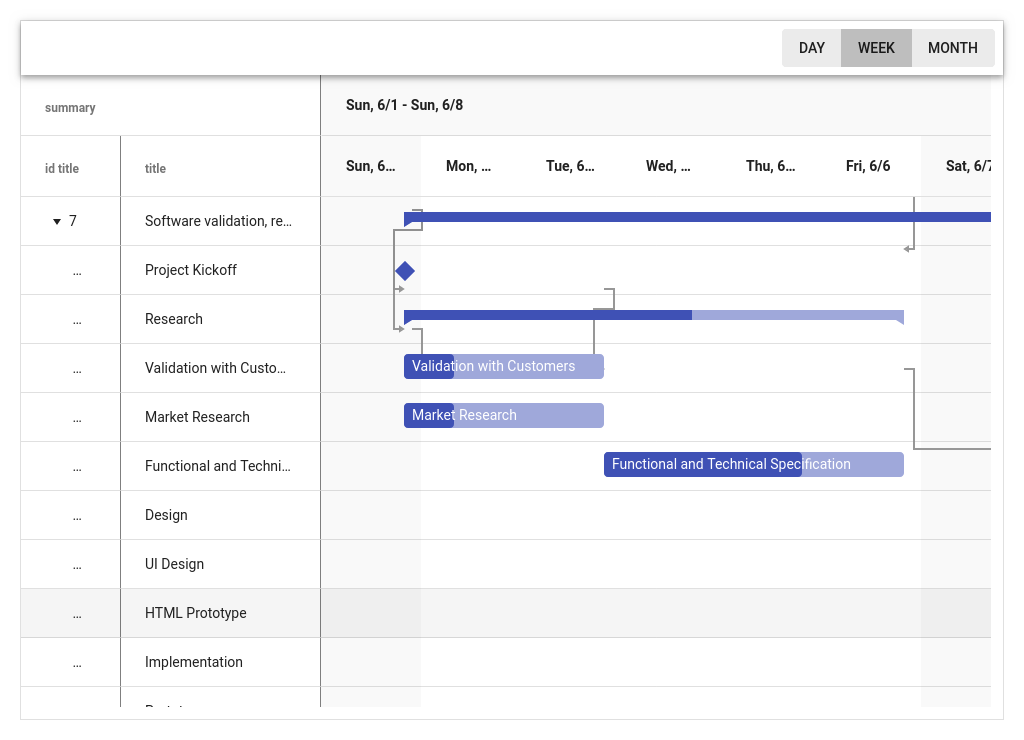 DAY WEEK MONTH
summary
Sun, 6/1 - Sun, 6/8
id title title Sun, 6… Mon, … Tue, 6… Wed, … Thu, 6… Fri, 6/6 Sat, 6/7
7 Software validation, re…
… Project Kickoff
… Research
… Validation with Custo… Validation with Customers
… Market Research Market Research
… Functional and Techni… Functional and Technical Specification
… Design
… UI Design
… HTML Prototype
… Implementation